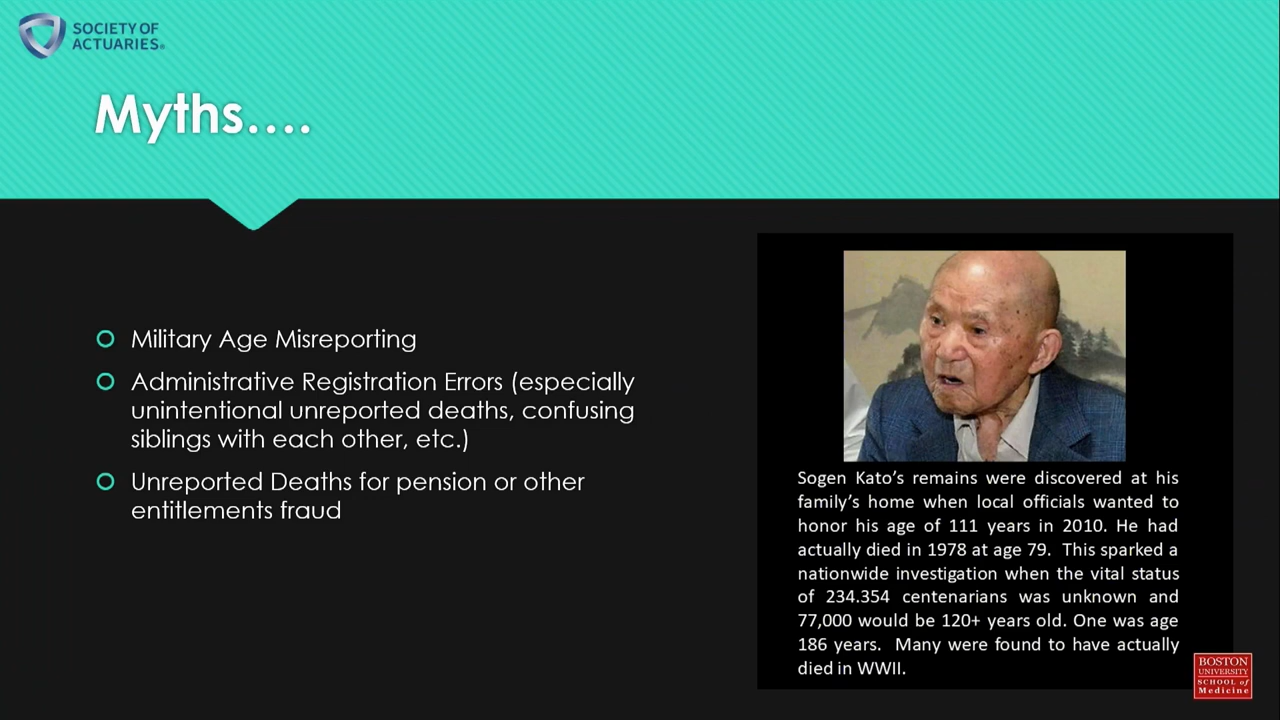 SOCIETY OF
ACTUARIES®
Myths....
Military Age Misreporting
Administrative Registration Errors (especially
unintentional unreported deaths, confusing
siblings with each other, etc.)
Unreported Deaths for pension or other
entitlements fraud
Sogen Kato's remains were discovered at his
family's home when local officials wanted to
honor his age of 111 years in 2010. He had
actually died in 1978 at age 79. This sparked a
nationwide investigation when the vital status
of 234.354 centenarians was unknown and
77,000 would be 120+ years old. One was age
186 years. Many were found to have actually
died in WWII.
BOSTON
UNIVERSITY
SCHOOL of
Medicine